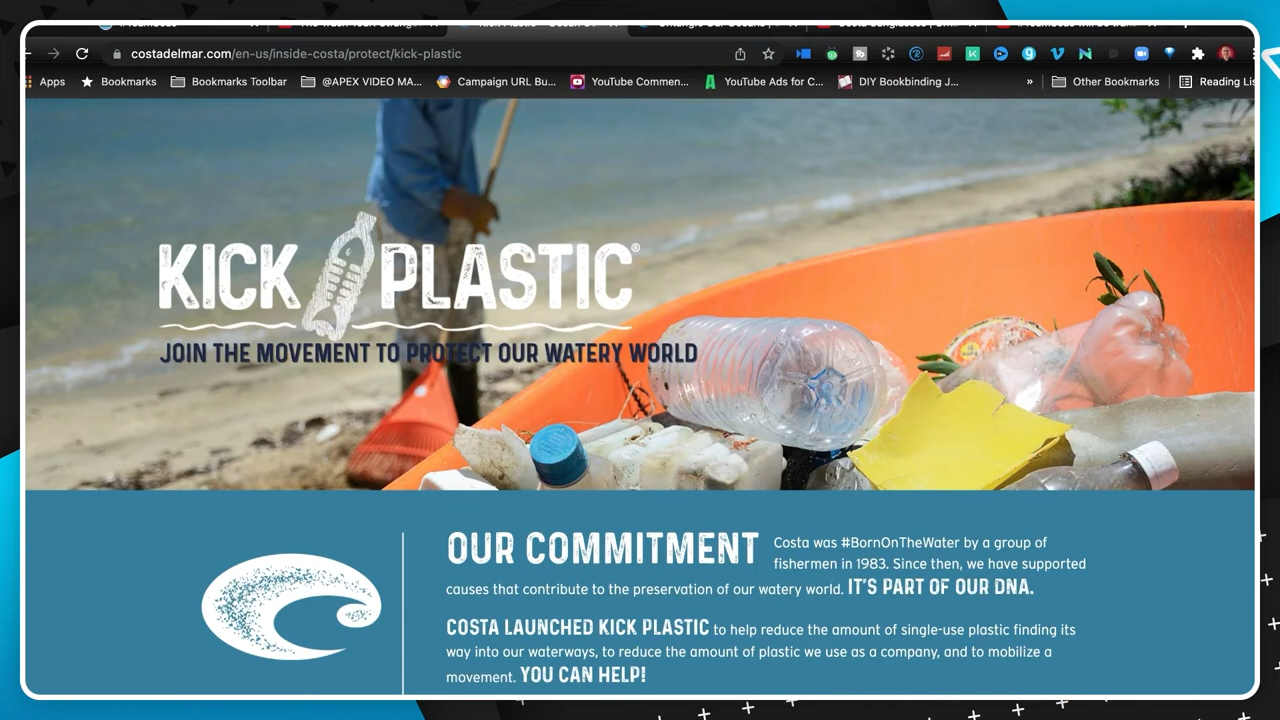 costadelmar.com/en-us/inside-costa/protect/kick-plastic
Apps Bookmarks Bookmarks Toolbar @APEX VIDEO MA... Campaign URL Bu... YouTube Commen... YouTube Ads for C... DIY Bookbinding J... » Other Bookmarks Reading Lis
KICK PLASTIC®
JOIN THE MOVEMENT TO PROTECT OUR WATERY WORLD
OUR COMMITMENT Costa was #BornOnTheWater by a group of
fishermen in 1983. Since then, we have supported
causes that contribute to the preservation of our watery world. IT'S PART OF OUR DNA.
COSTA LAUNCHED KICK PLASTIC to help reduce the amount of single-use plastic finding its
way into our waterways, to reduce the amount of plastic we use as a company, and to mobilize a
movement. YOU CAN HELP!